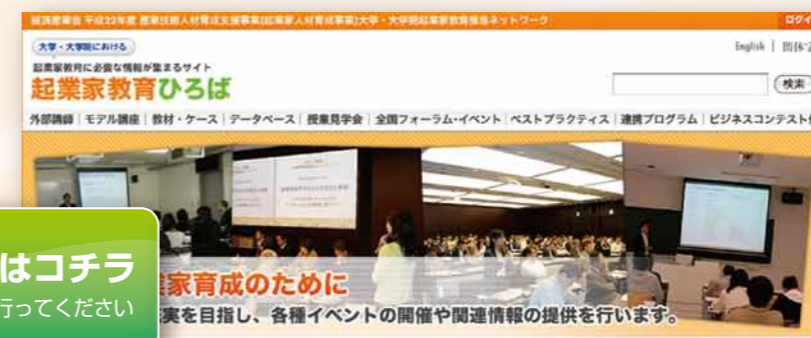 経済産業省 平成22年度 産業技術人材育成支援事業(起業家人材育成事業)大学・大学院起業家教育推進ネットワーク
ログイ
大学・大学院における
English | 简体字
起業家教育に必要な情報が集まるサイト
起業家教育ひろば
検索
外部講師 | モデル講座 | 教材・ケース | データベース | 授業見学会 | 全国フォーラム・イベント | ベストプラクティス | 連携プログラム | ビジネスコンテスト
はコチラ
行ってください
業家育成のために
実を目指し、各種イベントの開催や関連情報の提供を行います。